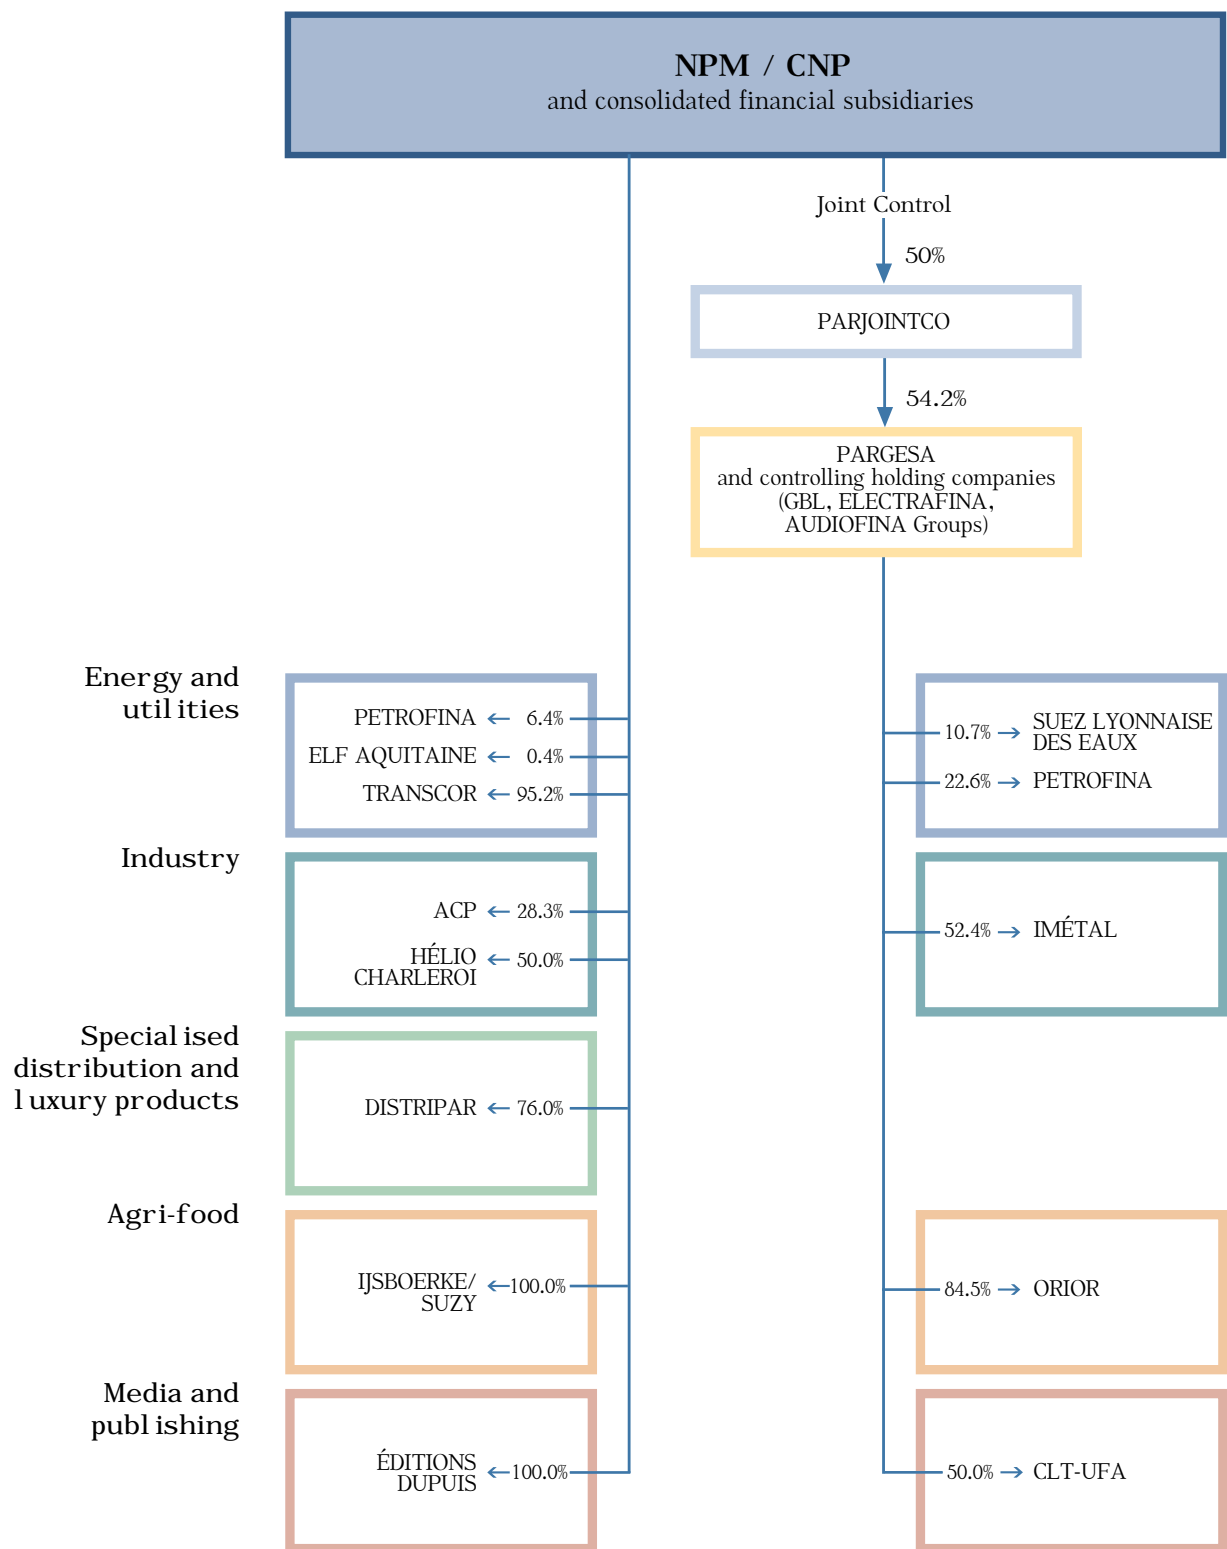 NPM / CNP
and consolidated financial subsidiaries
Joint Control
50%
PARJOINTCO
54.2%
PARGESA
and controlling holding companies
(GBL, ELECTRAFINA,
AUDIOFINA Groups)
Energy and
utilities
PETROFINA ← 6.4%
ELF AQUITAINE ← 0.4%
TRANSCOR ← 95.2%
10.7% → SUEZ LYONNAISE
DES EAUX
22.6% → PETROFINA
Industry
ACP ← 28.3%
HÉLIO ← 50.0%
CHARLEROI
52.4% → IMÉTAL
Specialised
distribution and
luxury products
DISTRIPAR ← 76.0%
Agri-food
IJSBOERKE/ ← 100.0%
SUZY
84.5% → ORIOR
Media and
publishing
ÉDITIONS ← 100.0%
DUPUIS
50.0% → CLT-UFA